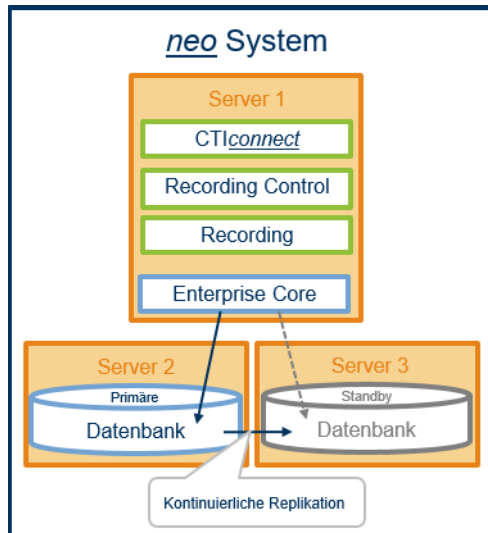 neo System
Server 1
CTIconnect
Recording Control
Recording
Enterprise Core
Server 2
Primäre
Datenbank
Server 3
Standby
Datenbank
Kontinuierliche Replikation